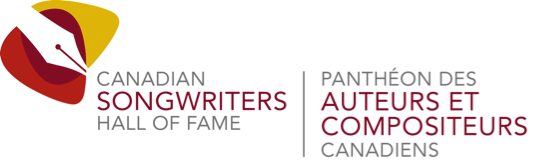 CANADIAN
SONGWRITERS
HALL OF FAME
PANTHÉON DES
AUTEURS ET
COMPOSITEURS
CANADIENS